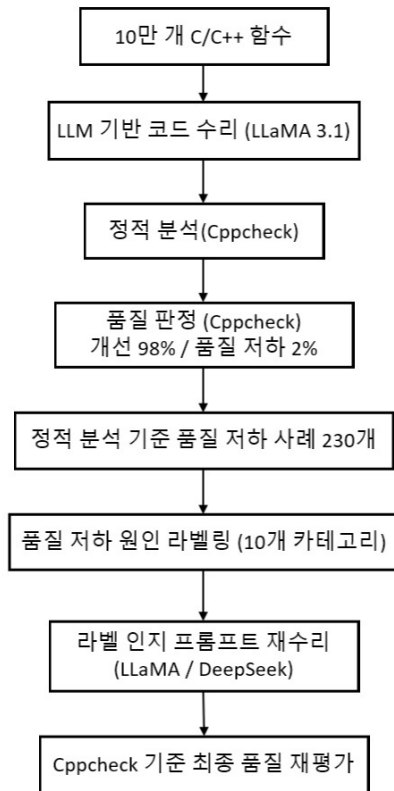 10만 개 C/C++ 함수
LLM 기반 코드 수리 (LLaMA 3.1)
정적 분석(Cppcheck)
품질 판정 (Cppcheck)
개선 98% / 품질 저하 2%
정적 분석 기준 품질 저하 사례 230개
품질 저하 원인 라벨링 (10개 카테고리)
라벨 인지 프롬프트 재수리
(LLaMA / DeepSeek)
Cppcheck 기준 최종 품질 재평가